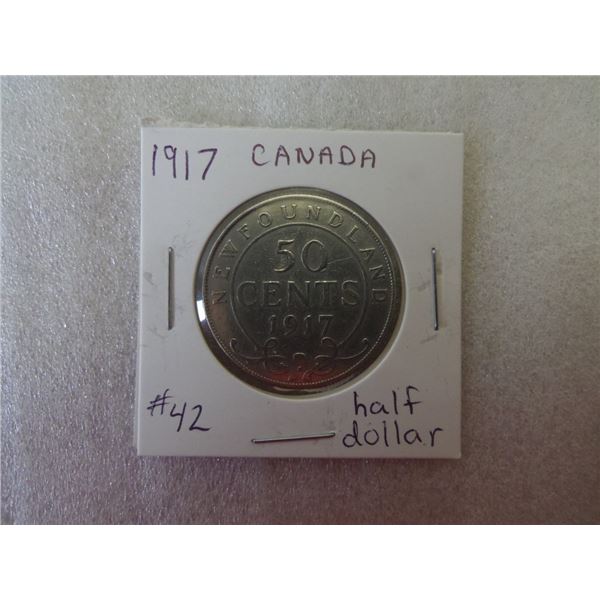 1917 CANADA
NEWFOUNDLAND
50
CENTS
1917
#42
half
dollar